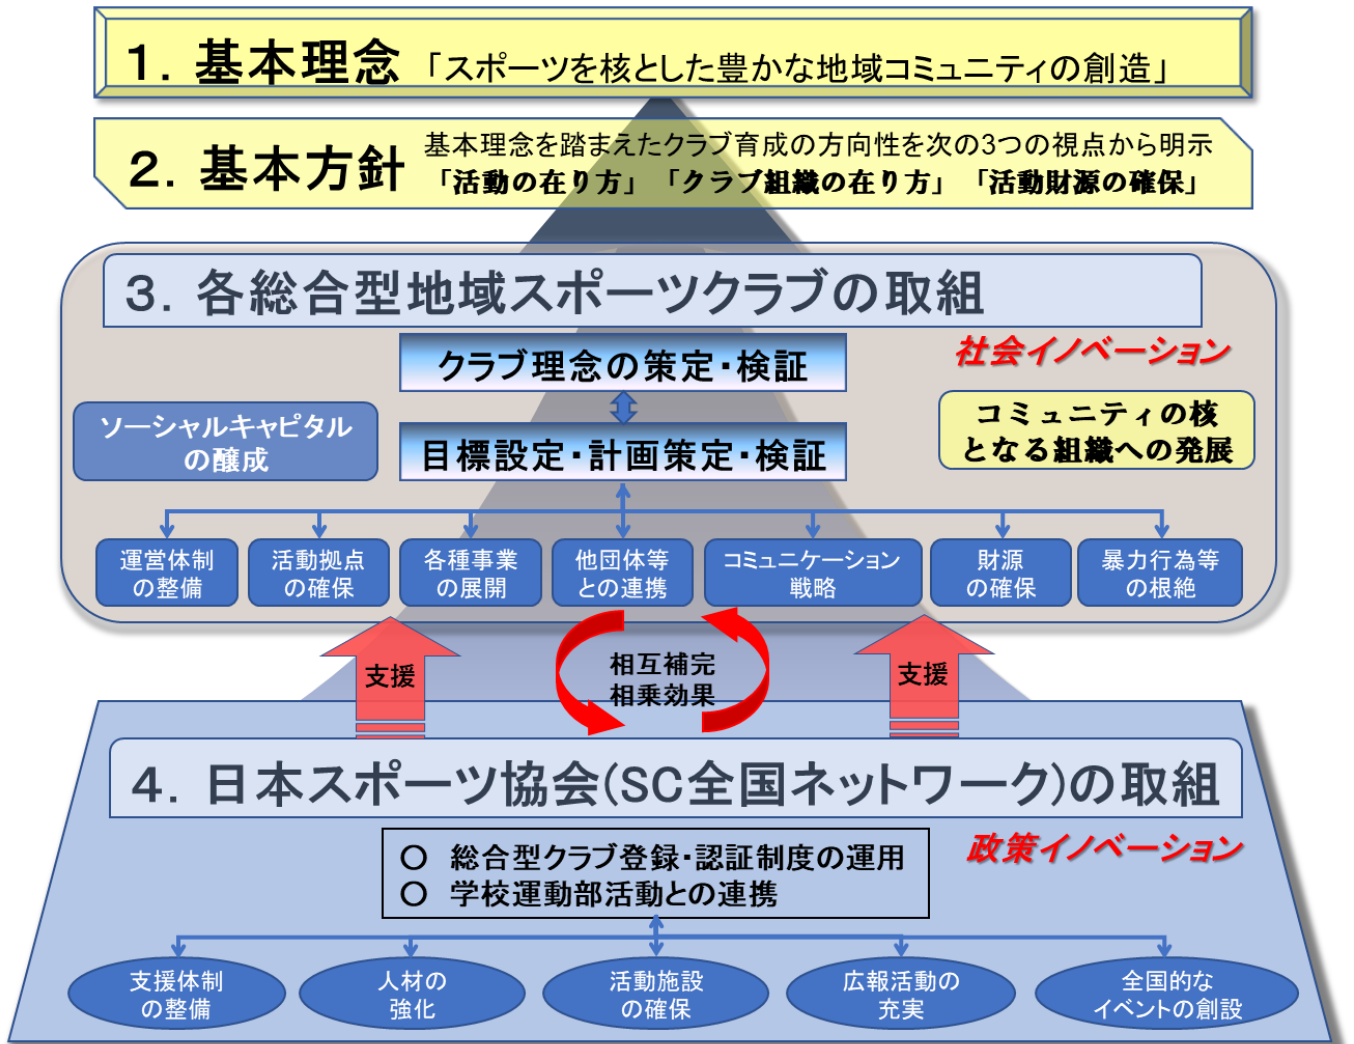 1. 基本理念 「スポーツを核とした豊かな地域コミュニティの創造」
2. 基本方針
基本理念を踏まえたクラブ育成の方向性を次の3つの視点から明示
「活動の在り方」 「クラブ組織の在り方」 「活動財源の確保」
3. 各総合型地域スポーツクラブの取組
社会イノベーション
クラブ理念の策定・検証
ソーシャルキャピタル
の醸成
目標設定・計画策定・検証
コミュニティの核
となる組織への発展
運営体制
の整備
活動拠点
の確保
各種事業
の展開
他団体等
との連携
コミュニケーション
戦略
財源
の確保
暴力行為等
の根絶
支援
相互補完
相乗効果
支援
4. 日本スポーツ協会(SC全国ネットワーク)の取組
政策イノベーション
○ 総合型クラブ登録・認証制度の運用
○ 学校運動部活動との連携
支援体制
の整備
人材の
強化
活動施設
の確保
広報活動の
充実
全国的な
イベントの創設